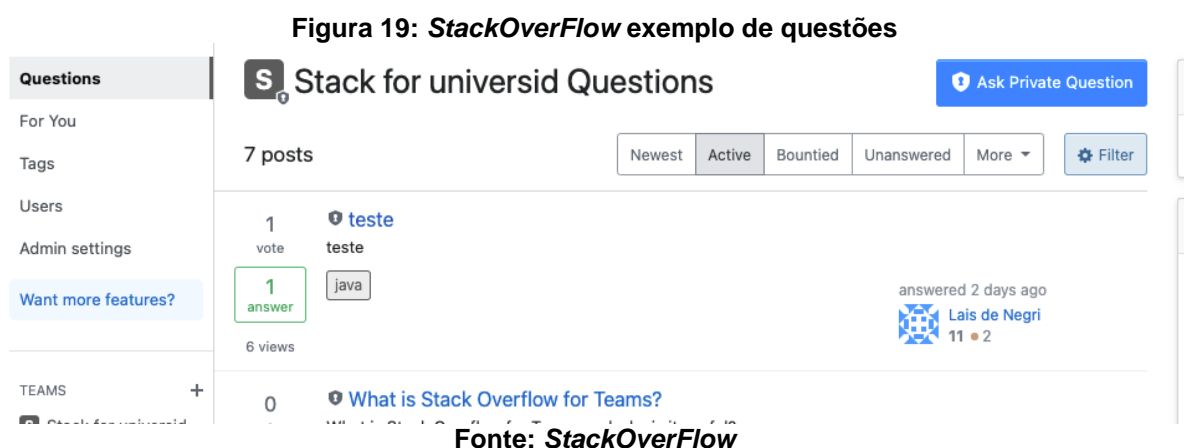 Figura 19: StackOverFlow exemplo de questões
Questions
For You
Tags
Users
Admin settings
Want more features?
TEAMS +
S Stack for universid Questions
Ask Private Question
7 posts
Newest Active Bountied Unanswered More Filter
1
vote
1
answer
6 views
teste
teste
java
answered 2 days ago
Lais de Negri
11 2
0
What is Stack Overflow for Teams?
Fonte: StackOverFlow